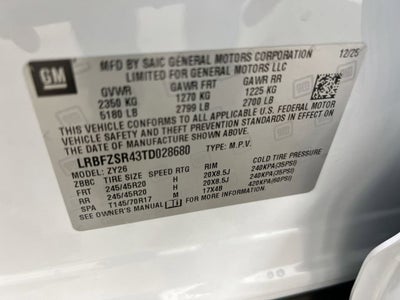 GM
MFD BY SAIC GENERAL MOTORS CORPORATION 12/25
LIMITED FOR GENERAL MOTORS LLC
GVWR GAWR FRT GAWR RR
2350 KG 1270 KG 1225 KG
5180 LB 2799 LB 2700 LB
THIS VEHICLE CONFORMS TO ALL APPLICABLE U.S. FEDERAL MOTOR
VEHICLE SAFETY, BUMPER, AND THEFT PREVENTION STANDARDS IN EFFECT ON
THE DATE OF MANUFACTURE SHOWN ABOVE.
LRBFZSR43TD028680 TYPE: M.P.V.
MODEL: ZY26
ZBBC TIRE SIZE SPEED RTG RIM COLD TIRE PRESSURE
FRT 245/45R20 H 20X8.5J 240KPA(35PSI)
RR 245/45R20 H 20X8.5J 240KPA(35PSI)
SPA T145/70R17 M 17X4B 420KPA(60PSI)
SEE OWNER'S MANUAL FOR ADDITIONAL INFORMATION.